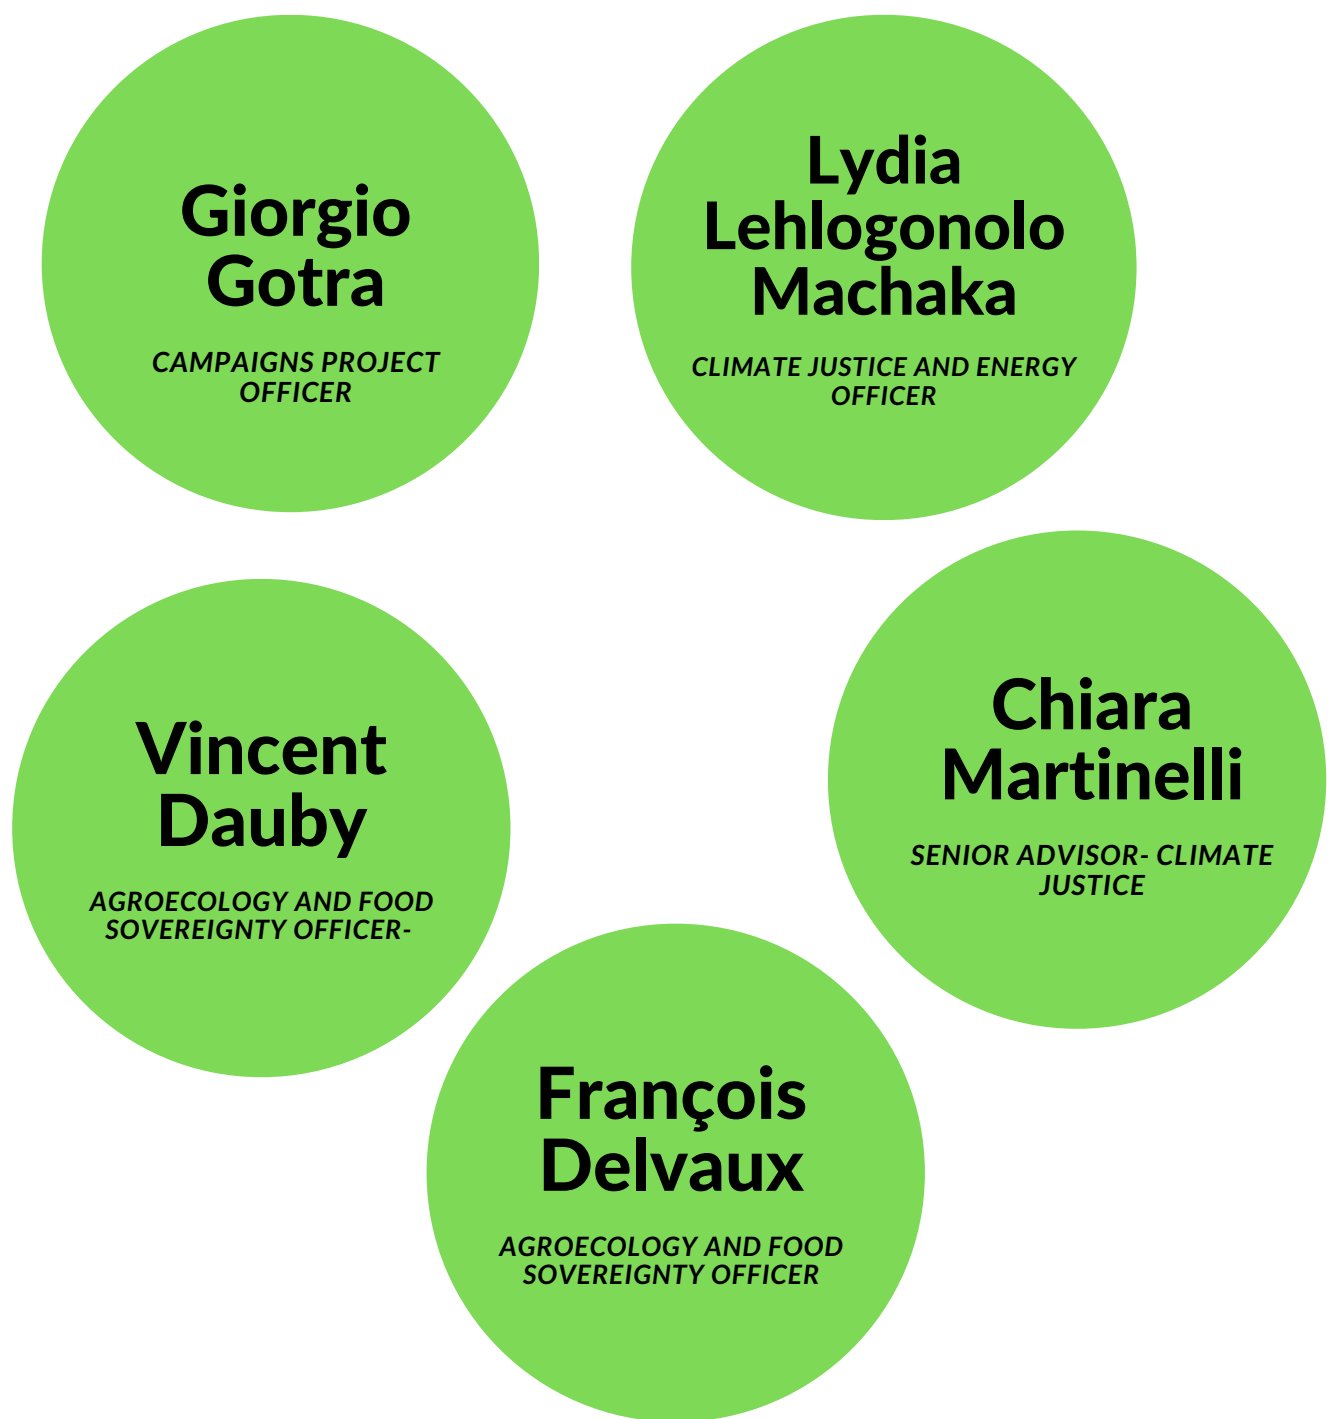 Giorgio
Gotra
CAMPAIGNS PROJECT
OFFICER
Lydia
Lehlogonolo
Machaka
CLIMATE JUSTICE AND ENERGY
OFFICER
Vincent
Dauby
AGROECOLOGY AND FOOD
SOVEREIGNTY OFFICER-
Chiara
Martinelli
SENIOR ADVISOR- CLIMATE
JUSTICE
François
Delvaux
AGROECOLOGY AND FOOD
SOVEREIGNTY OFFICER